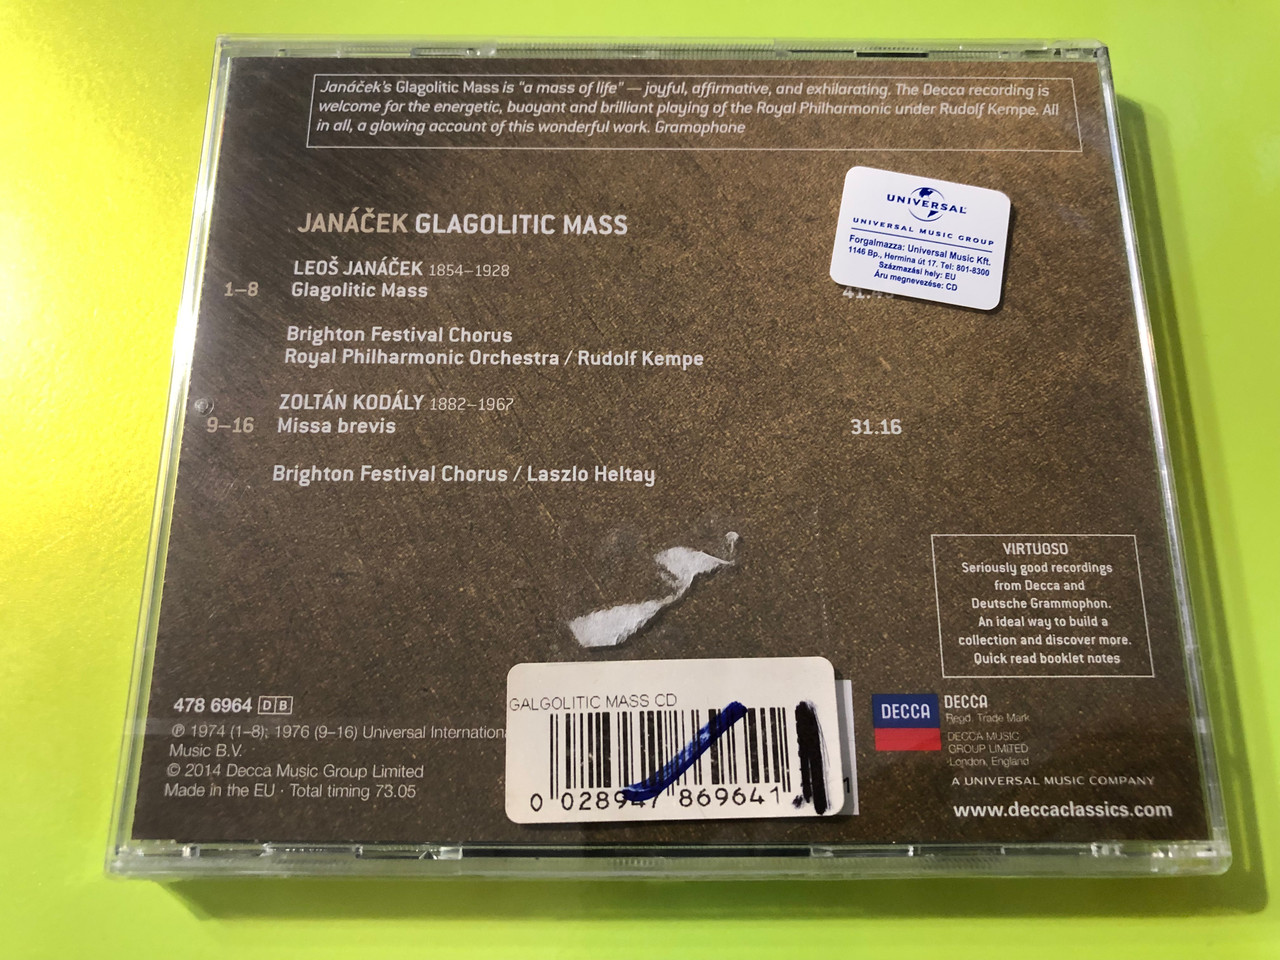 Janáček's Glagolitic Mass is "a mass of life" — joyful, affirmative, and exhilarating. The Decca recording is
welcome for the energetic, buoyant and brilliant playing of the Royal Philharmonic under Rudolf Kempe. All
in all, a glowing account of this wonderful work. Gramophone
UNIVERSAL
UNIVERSAL MUSIC GROUP
Forgalmazza: Universal Music Kft.
1146 Bp., Hermina út 17. Tel: 801-8300
Származási hely: EU
Áru megnevezése: CD
JANÁČEK GLAGOLITIC MASS
LEOŠ JANÁČEK 1854–1928
1–8 Glagolitic Mass
Brighton Festival Chorus
Royal Philharmonic Orchestra / Rudolf Kempe
ZOLTÁN KODÁLY 1882–1967
9–16 Missa brevis 31.16
Brighton Festival Chorus / Laszlo Heltay
VIRTUOSO
Seriously good recordings
from Decca and
Deutsche Grammophon.
An ideal way to build a
collection and discover more.
Quick read booklet notes
478 6964 D B
℗ 1974 (1–8); 1976 (9–16) Universal Internationa
Music B.V.
© 2014 Decca Music Group Limited
Made in the EU · Total timing 73.05
GALGOLITIC MASS CD
0 028947 869641
DECCA
DECCA
Regd. Trade Mark
DECCA MUSIC
GROUP LIMITED
London, England
A UNIVERSAL MUSIC COMPANY
www.deccaclassics.com